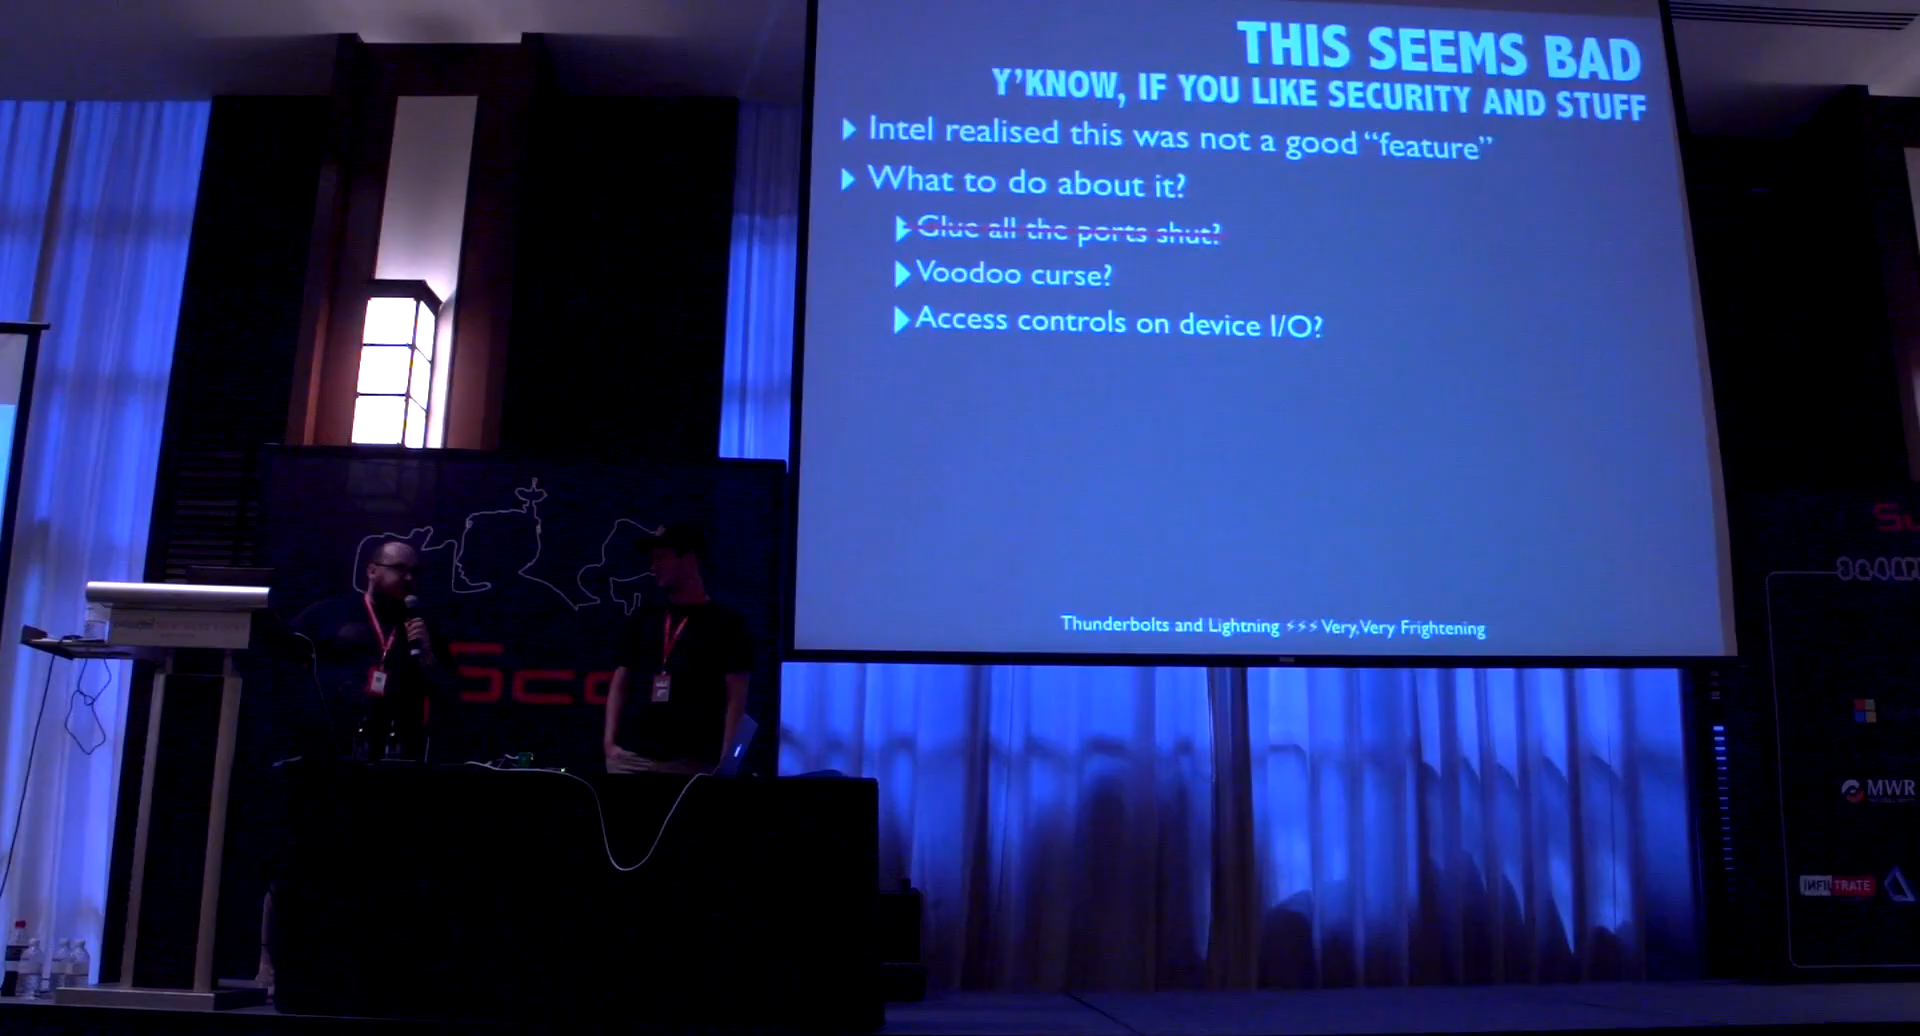 THIS SEEMS BAD
Y'KNOW, IF YOU LIKE SECURITY AND STUFF
Intel realised this was not a good “feature”
What to do about it?
Glue all the ports shut?
Voodoo curse?
Access controls on device I/O?
Thunderbolts and Lightning ⚡⚡⚡ Very, Very Frightening
MWR
INFILTRATE